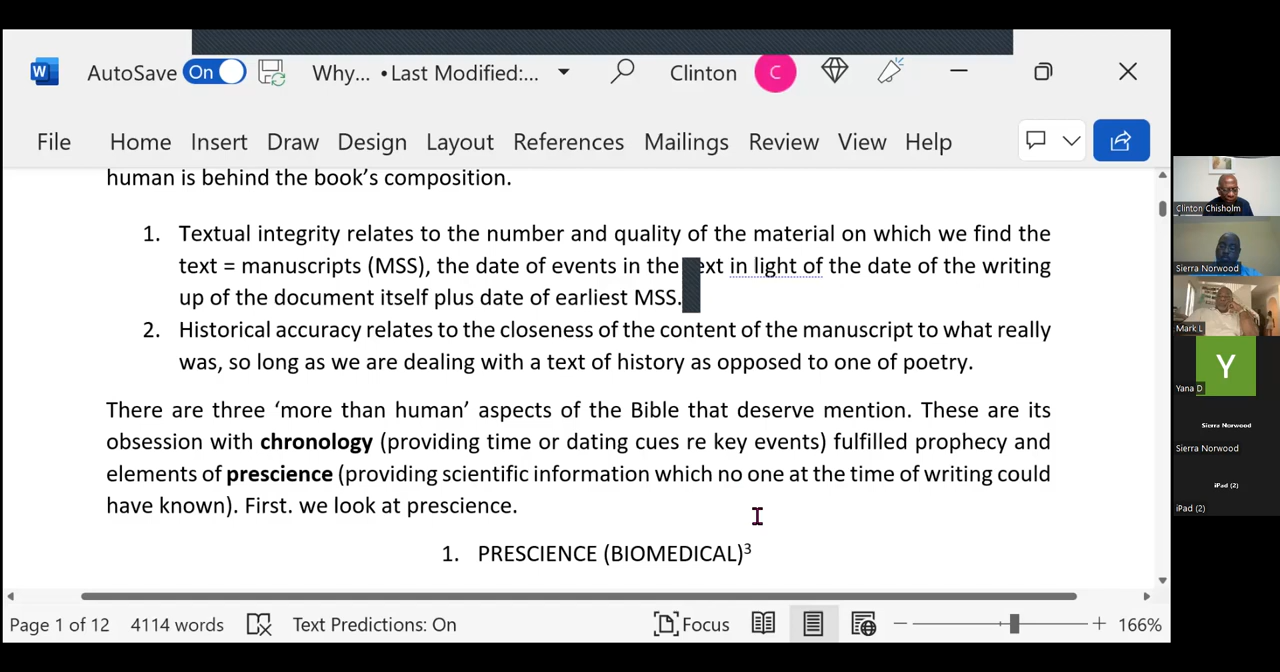 AutoSave On Why... • Last Modified:... Clinton C
File Home Insert Draw Design Layout References Mailings Review View Help
human is behind the book's composition.
1. Textual integrity relates to the number and quality of the material on which we find the
text = manuscripts (MSS), the date of events in the ext in light of the date of the writing
up of the document itself plus date of earliest MSS.
2. Historical accuracy relates to the closeness of the content of the manuscript to what really
was, so long as we are dealing with a text of history as opposed to one of poetry.
There are three 'more than human' aspects of the Bible that deserve mention. These are its
obsession with chronology (providing time or dating cues re key events) fulfilled prophecy and
elements of prescience (providing scientific information which no one at the time of writing could
have known). First. we look at prescience.
1. PRESCIENCE (BIOMEDICAL)³
Page 1 of 12 4114 words Text Predictions: On Focus 166%
Clinton Chisholm
Sierra Norwood
Mark L
Y
Yana D
Sierra Norwood
Sierra Norwood
iPad (2)
iPad (2)